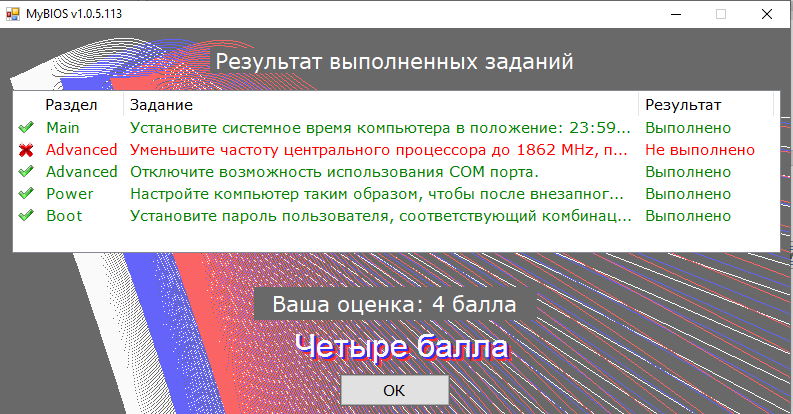 MyBIOS v1.0.5.113
Результат выполненных заданий
Раздел Задание Результат
Main Установите системное время компьютера в положение: 23:59... Выполнено
Advanced Уменьшите частоту центрального процессора до 1862 MHz, п... Не выполнено
Advanced Отключите возможность использования COM порта. Выполнено
Power Настройте компьютер таким образом, чтобы после внезапног... Выполнено
Boot Установите пароль пользователя, соответствующий комбинац... Выполнено
Ваша оценка: 4 балла
Четыре балла
OK